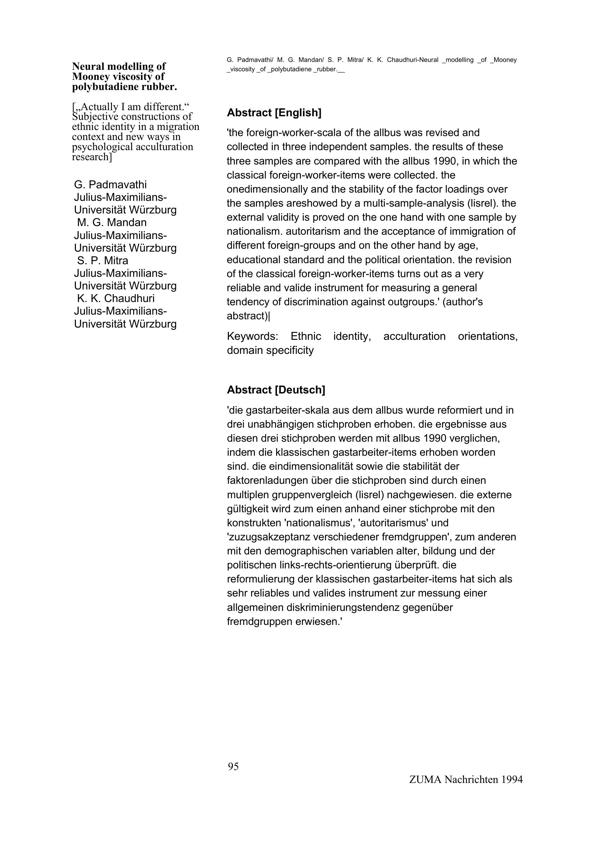 Neural modelling of
Mooney viscosity of
polybutadiene rubber.
[„Actually I am different.“
Subjective constructions of
ethnic identity in a migration
context and new ways in
psychological acculturation
research]
G. Padmavathi
Julius-Maximilians-
Universität Würzburg
M. G. Mandan
Julius-Maximilians-
Universität Würzburg
S. P. Mitra
Julius-Maximilians-
Universität Würzburg
K. K. Chaudhuri
Julius-Maximilians-
Universität Würzburg
G. Padmavathi/ M. G. Mandan/ S. P. Mitra/ K. K. Chaudhuri-Neural _modelling _of _Mooney
_viscosity _of _polybutadiene _rubber.__
Abstract [English]
'the foreign-worker-scala of the allbus was revised and
collected in three independent samples. the results of these
three samples are compared with the allbus 1990, in which the
classical foreign-worker-items were collected. the
onedimensionally and the stability of the factor loadings over
the samples areshowed by a multi-sample-analysis (lisrel). the
external validity is proved on the one hand with one sample by
nationalism. autoritarism and the acceptance of immigration of
different foreign-groups and on the other hand by age,
educational standard and the political orientation. the revision
of the classical foreign-worker-items turns out as a very
reliable and valide instrument for measuring a general
tendency of discrimination against outgroups.' (author's
abstract)|
Keywords: Ethnic identity, acculturation orientations,
domain specificity
Abstract [Deutsch]
'die gastarbeiter-skala aus dem allbus wurde reformiert und in
drei unabhängigen stichproben erhoben. die ergebnisse aus
diesen drei stichproben werden mit allbus 1990 verglichen,
indem die klassischen gastarbeiter-items erhoben worden
sind. die eindimensionalität sowie die stabilität der
faktorenladungen über die stichproben sind durch einen
multiplen gruppenvergleich (lisrel) nachgewiesen. die externe
gültigkeit wird zum einen anhand einer stichprobe mit den
konstrukten 'nationalismus', 'autoritarismus' und
'zuzugsakzeptanz verschiedener fremdgruppen', zum anderen
mit den demographischen variablen alter, bildung und der
politischen links-rechts-orientierung überprüft. die
reformulierung der klassischen gastarbeiter-items hat sich als
sehr reliables und valides instrument zur messung einer
allgemeinen diskriminierungstendenz gegenüber
fremdgruppen erwiesen.'
95
ZUMA Nachrichten 1994